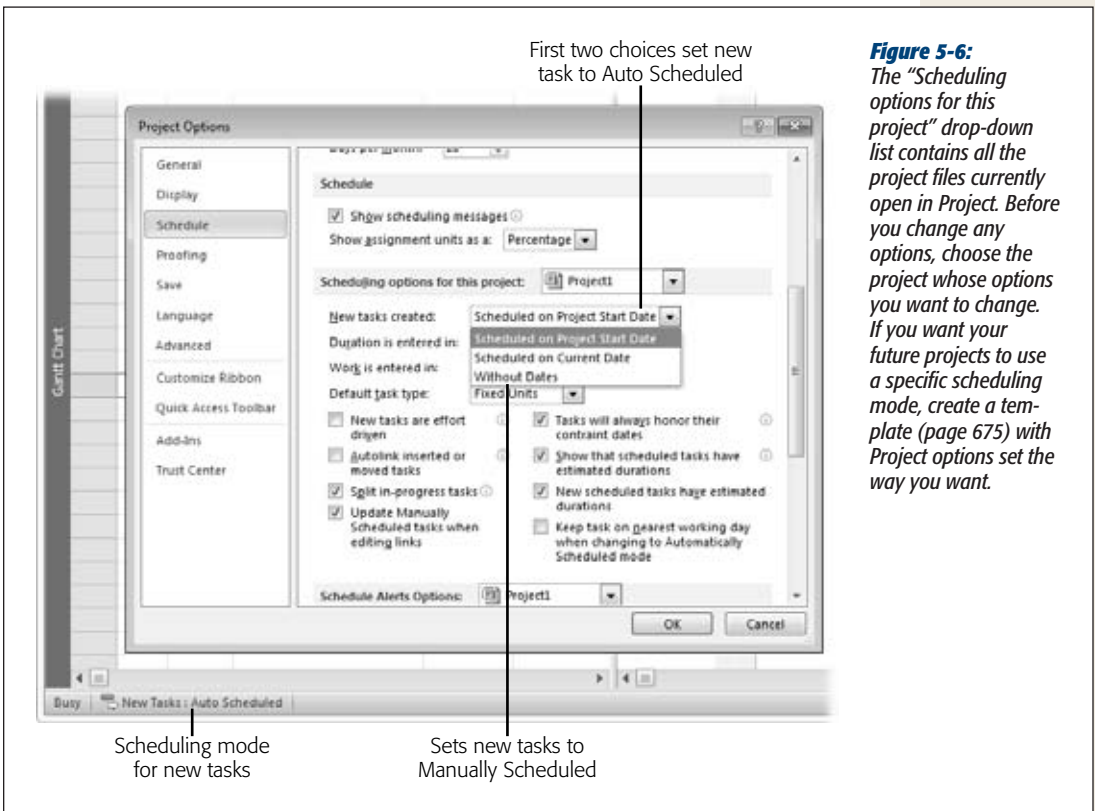 First two choices set new
task to Auto Scheduled
Figure 5-6:
The “Scheduling
options for this
project” drop-down
list contains all the
project files currently
open in Project. Before
you change any
options, choose the
project whose options
you want to change.
If you want your
future projects to use
a specific scheduling
mode, create a tem-
plate (page 675) with
Project options set the
way you want.
Project Options
General
Display
Schedule
Proofing
Save
Language
Advanced
Customize Ribbon
Quick Access Toolbar
Add-Ins
Trust Center
Schedule
Show scheduling messages
Show assignment units as a: Percentage
Scheduling options for this project: Project1
New tasks created: Scheduled on Project Start Date
Duration is entered in: Scheduled on Project Start Date
Scheduled on Current Date
Work is entered in:
Without Dates
Default task type: Fixed Units
New tasks are effort
driven
Autolink inserted or
moved tasks
Split in-progress tasks
Update Manually
Scheduled tasks when
editing links
Tasks will always honor their
contraint dates
Show that scheduled tasks have
estimated durations
New scheduled tasks have estimated
durations
Keep task on nearest working day
when changing to Automatically
Scheduled mode
Schedule Alerts Options: Project1
OK Cancel
Gantt Chart
Busy New Tasks : Auto Scheduled
Scheduling mode
for new tasks
Sets new tasks to
Manually Scheduled